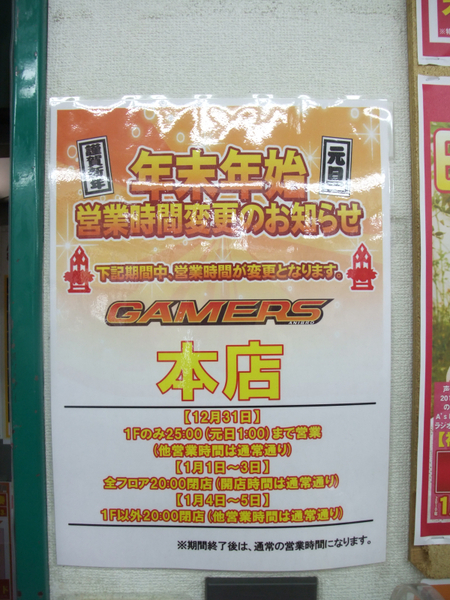 謹賀新年
元旦
年末年始
営業時間変更のお知らせ
下記期間中、営業時間が変更となります。
GAMERS
ANIBRO
本店
【12月31日】
1Fのみ25:00(元日1:00)まで営業
(他営業時間は通常通り)
【1月1日～3日】
全フロア20:00閉店(開店時間は通常通り)
【1月4日～5日】
1F以外20:00閉店(他営業時間は通常通り)
※期間終了後は、通常の営業時間になります。